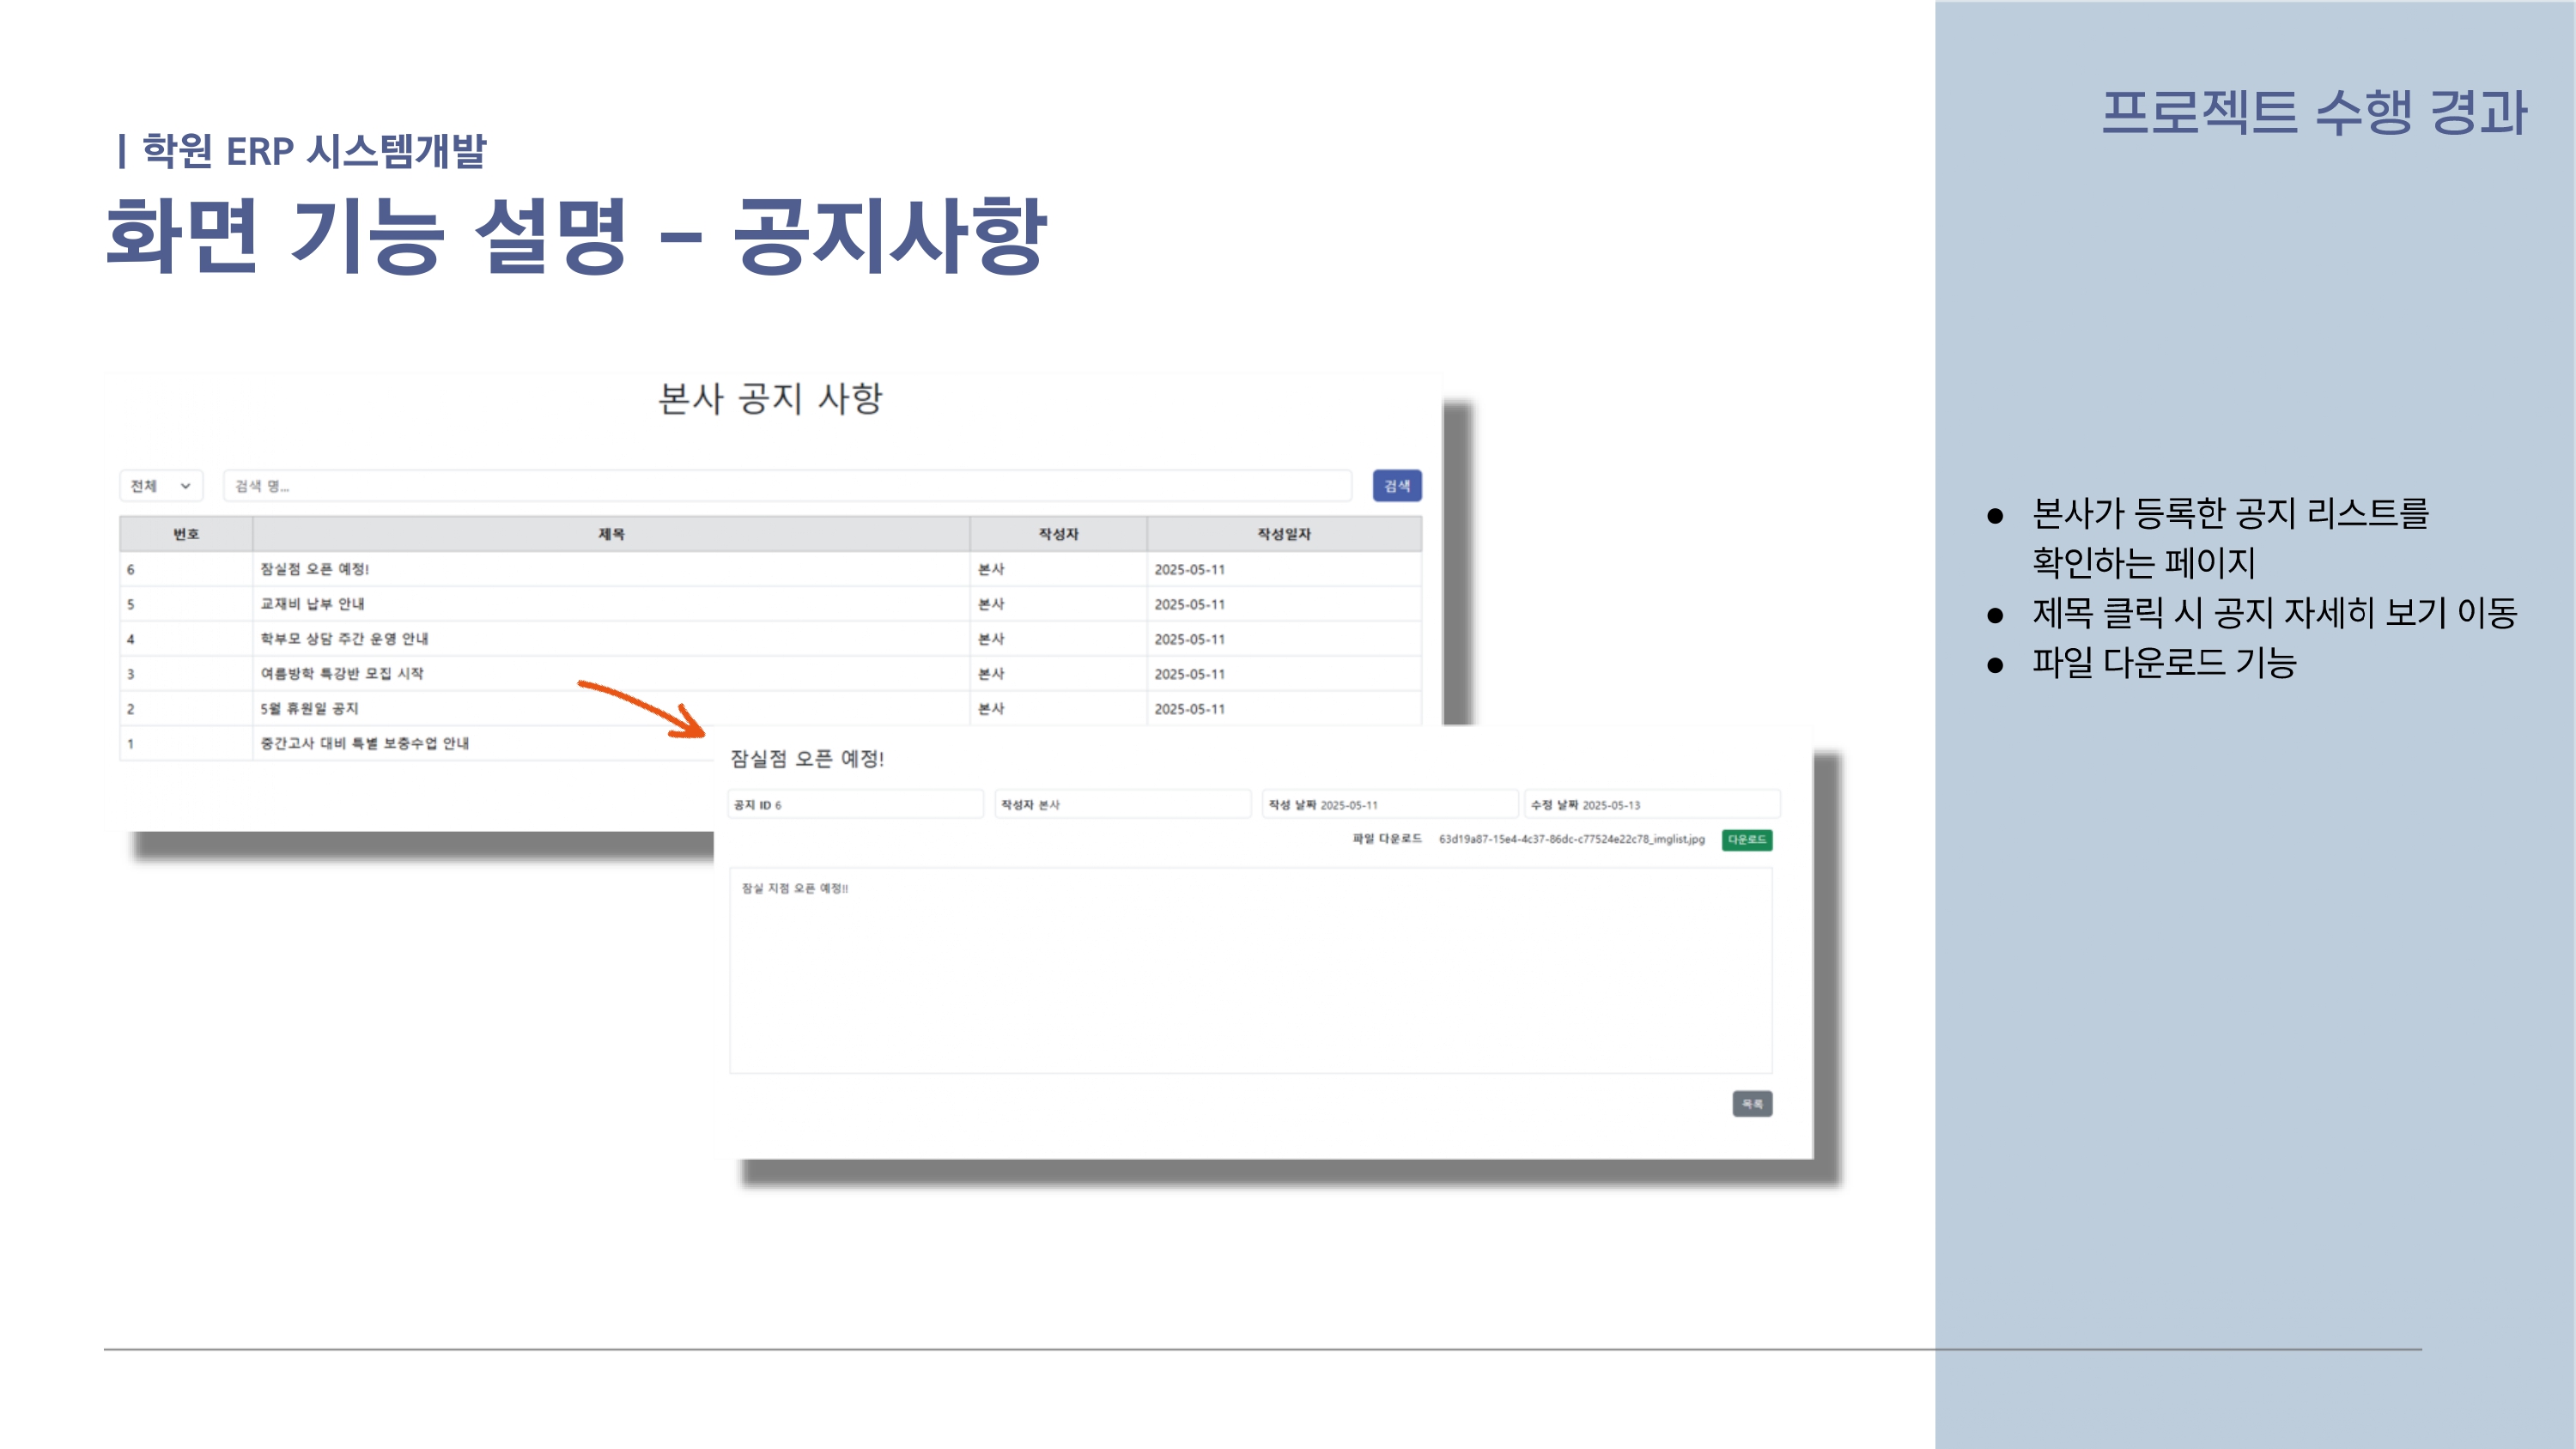 프로젝트 수행 경과
| 학원 ERP 시스템개발
화면 기능 설명 – 공지사항
본사 공지 사항
전체 검색 명... 검색
번호 제목 작성자 작성일자
6 잠실점 오픈 예정! 본사 2025-05-11
5 교재비 납부 안내 본사 2025-05-11
4 학부모 상담 주간 운영 안내 본사 2025-05-11
3 여름방학 특강반 모집 시작 본사 2025-05-11
2 5월 휴원일 공지 본사 2025-05-11
1 중간고사 대비 특별 보충수업 안내
잠실점 오픈 예정!
공지 ID 6 작성자 본사 작성 날짜 2025-05-11 수정 날짜 2025-05-13
파일 다운로드 63d19a87-15e4-4c37-86dc-c77524e22c78_imglist.jpg 다운로드
잠실 지점 오픈 예정!!
목록
● 본사가 등록한 공지 리스트를
확인하는 페이지
● 제목 클릭 시 공지 자세히 보기 이동
● 파일 다운로드 기능